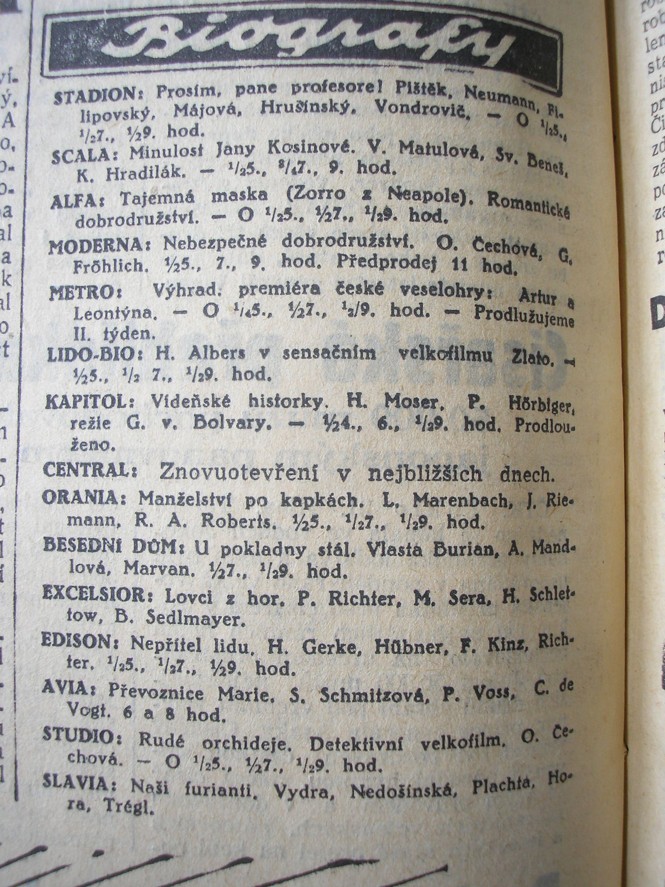 Biografy
STADION: Prosím, pane profesore! Pištěk, Neumann, Fi-
lipovský, Májová, Hrušínský, Vondrovič. — O ½5.,
½7., ½9. hod.
SCALA: Minulost Jany Kosinové. V. Matulová, Sv. Beneš,
K. Hradilák. — ½5., ¾7., 9. hod.
ALFA: Tajemná maska (Zorro z Neapole). Romantické
dobrodružství. — O ½5., ½7., ½9. hod.
MODERNA: Nebezpečné dobrodružství. O. Čechová, G.
Fröhlich. ½5., 7., 9. hod. Předprodej 11 hod.
METRO: Výhrad. premiéra české veselohry: Artur a
Leontýna. — O ¼5., ½7., ½9. hod. — Prodlužujeme
II. týden.
LIDO-BIO: H. Albers v sensačním velkofilmu Zlato. —
½5., ½7., ½9. hod.
KAPITOL: Vídeňské historky. H. Moser, P. Hörbiger,
režie G. v. Bolvary. — ½4., 6., ½9. hod. Prodlou-
ženo.
CENTRAL: Znovuotevření v nejbližších dnech.
ORANIA: Manželství po kapkách. L. Marenbach, J. Rie-
mann, R. A. Roberts. ½5., ½7., ½9. hod.
BESEDNÍ DŮM: U pokladny stál. Vlasta Burian, A. Mand-
lová, Marvan. ½7., ½9. hod.
EXCELSIOR: Lovci z hor. P. Richter, M. Sera, H. Schlet-
tow, B. Sedlmayer.
EDISON: Nepřítel lidu. H. Gerke, Hübner, F. Kinz, Rich-
ter. ½5., ½7., ½9. hod.
AVIA: Převoznice Marie. S. Schmitzová, P. Voss, C. de
Vogt. 6 a 8 hod.
STUDIO: Rudé orchideje. Detektivní velkofilm. O. Če-
chová. — O ½5., ½7., ½9. hod.
SLAVIA: Naši furianti. Vydra, Nedošínská, Plachta, Ho-
ra, Trégl.